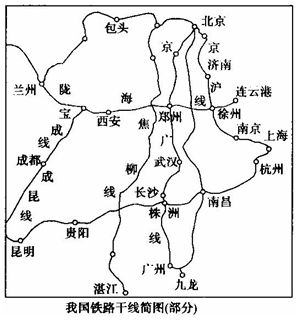 包头
北京
京
京
济南
沪
兰州
陇
海
线
连云港
宝
西安
郑州
徐州
成
线
成都
成
昆
线
昆明
焦
柳
线
广
武汉
南京
上海
杭州
长沙
株洲
南昌
贵阳
线
广州
九龙
湛江
我国铁路干线简图(部分)